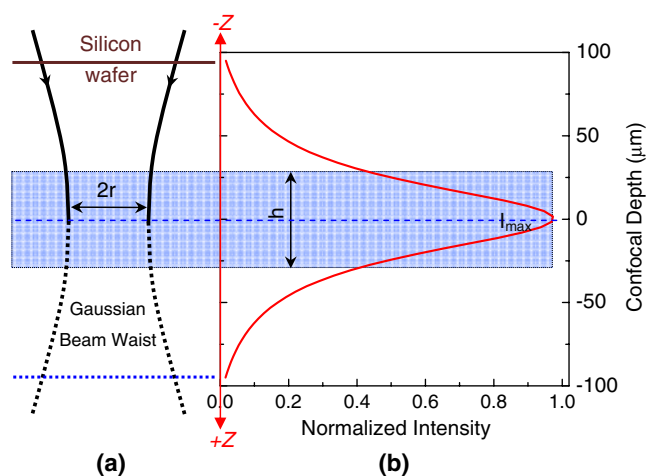 -Z
Silicon
wafer
2r
h
I_max
Gaussian
Beam Waist
100
50
0
-50
-100
Confocal Depth (μm)
0.0 0.2 0.4 0.6 0.8 1.0
+Z
Normalized Intensity
(a) (b)